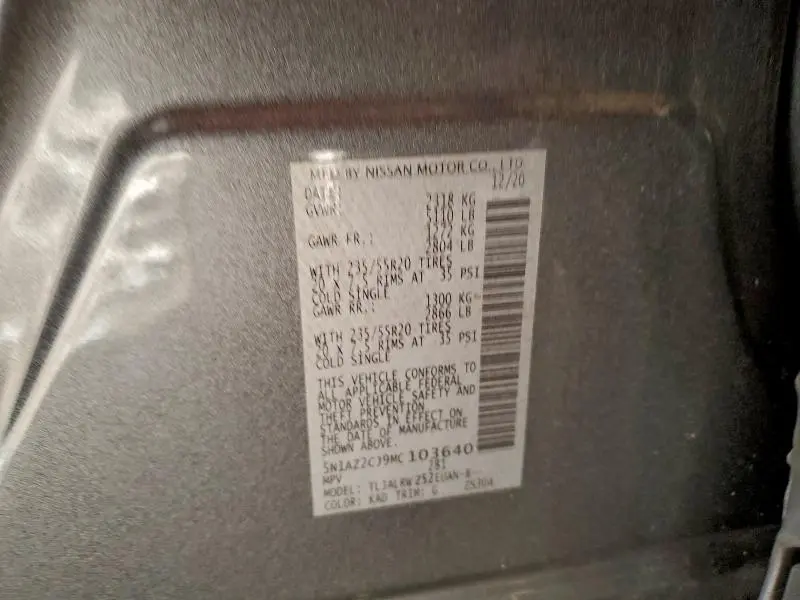 MFD BY NISSAN MOTOR CO., LTD.
DATE: 12/20
GVWR: 2318 KG
5110 LB
GAWR FR.: 1272 KG
2804 LB
WITH 235/55R20 TIRES
20 X 7.5 RIMS AT 35 PSI
COLD SINGLE
GAWR RR.: 1300 KG
2866 LB
WITH 235/55R20 TIRES
20 X 7.5 RIMS AT 35 PSI
COLD SINGLE
THIS VEHICLE CONFORMS TO
ALL APPLICABLE FEDERAL
MOTOR VEHICLE SAFETY AND
THEFT PREVENTION
STANDARDS IN EFFECT ON
THE DATE OF MANUFACTURE
SHOWN ABOVE.
5N1AZ2CJ9MC103640
MPV 281
MODEL: TLJALRW Z52EUAN-B--
COLOR: KAD TRIM: G